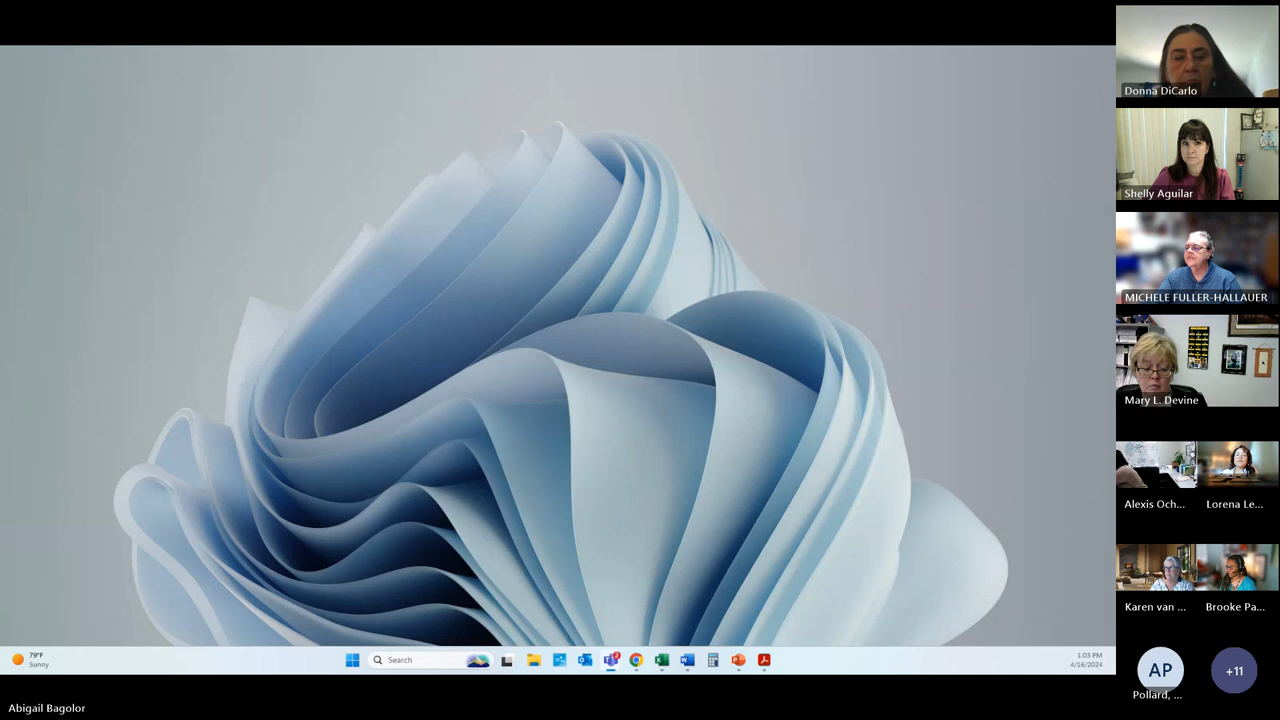 Donna DiCarlo
Shelly Aguilar
MICHELE FULLER-HALLAUER
Mary L. Devine
Alexis Och...
Lorena Le...
Karen van ...
Brooke Pa...
AP
+11
Pollard, ...
79°F
Sunny
Search
2
1:03 PM
4/16/2024
Abigail Bagolor